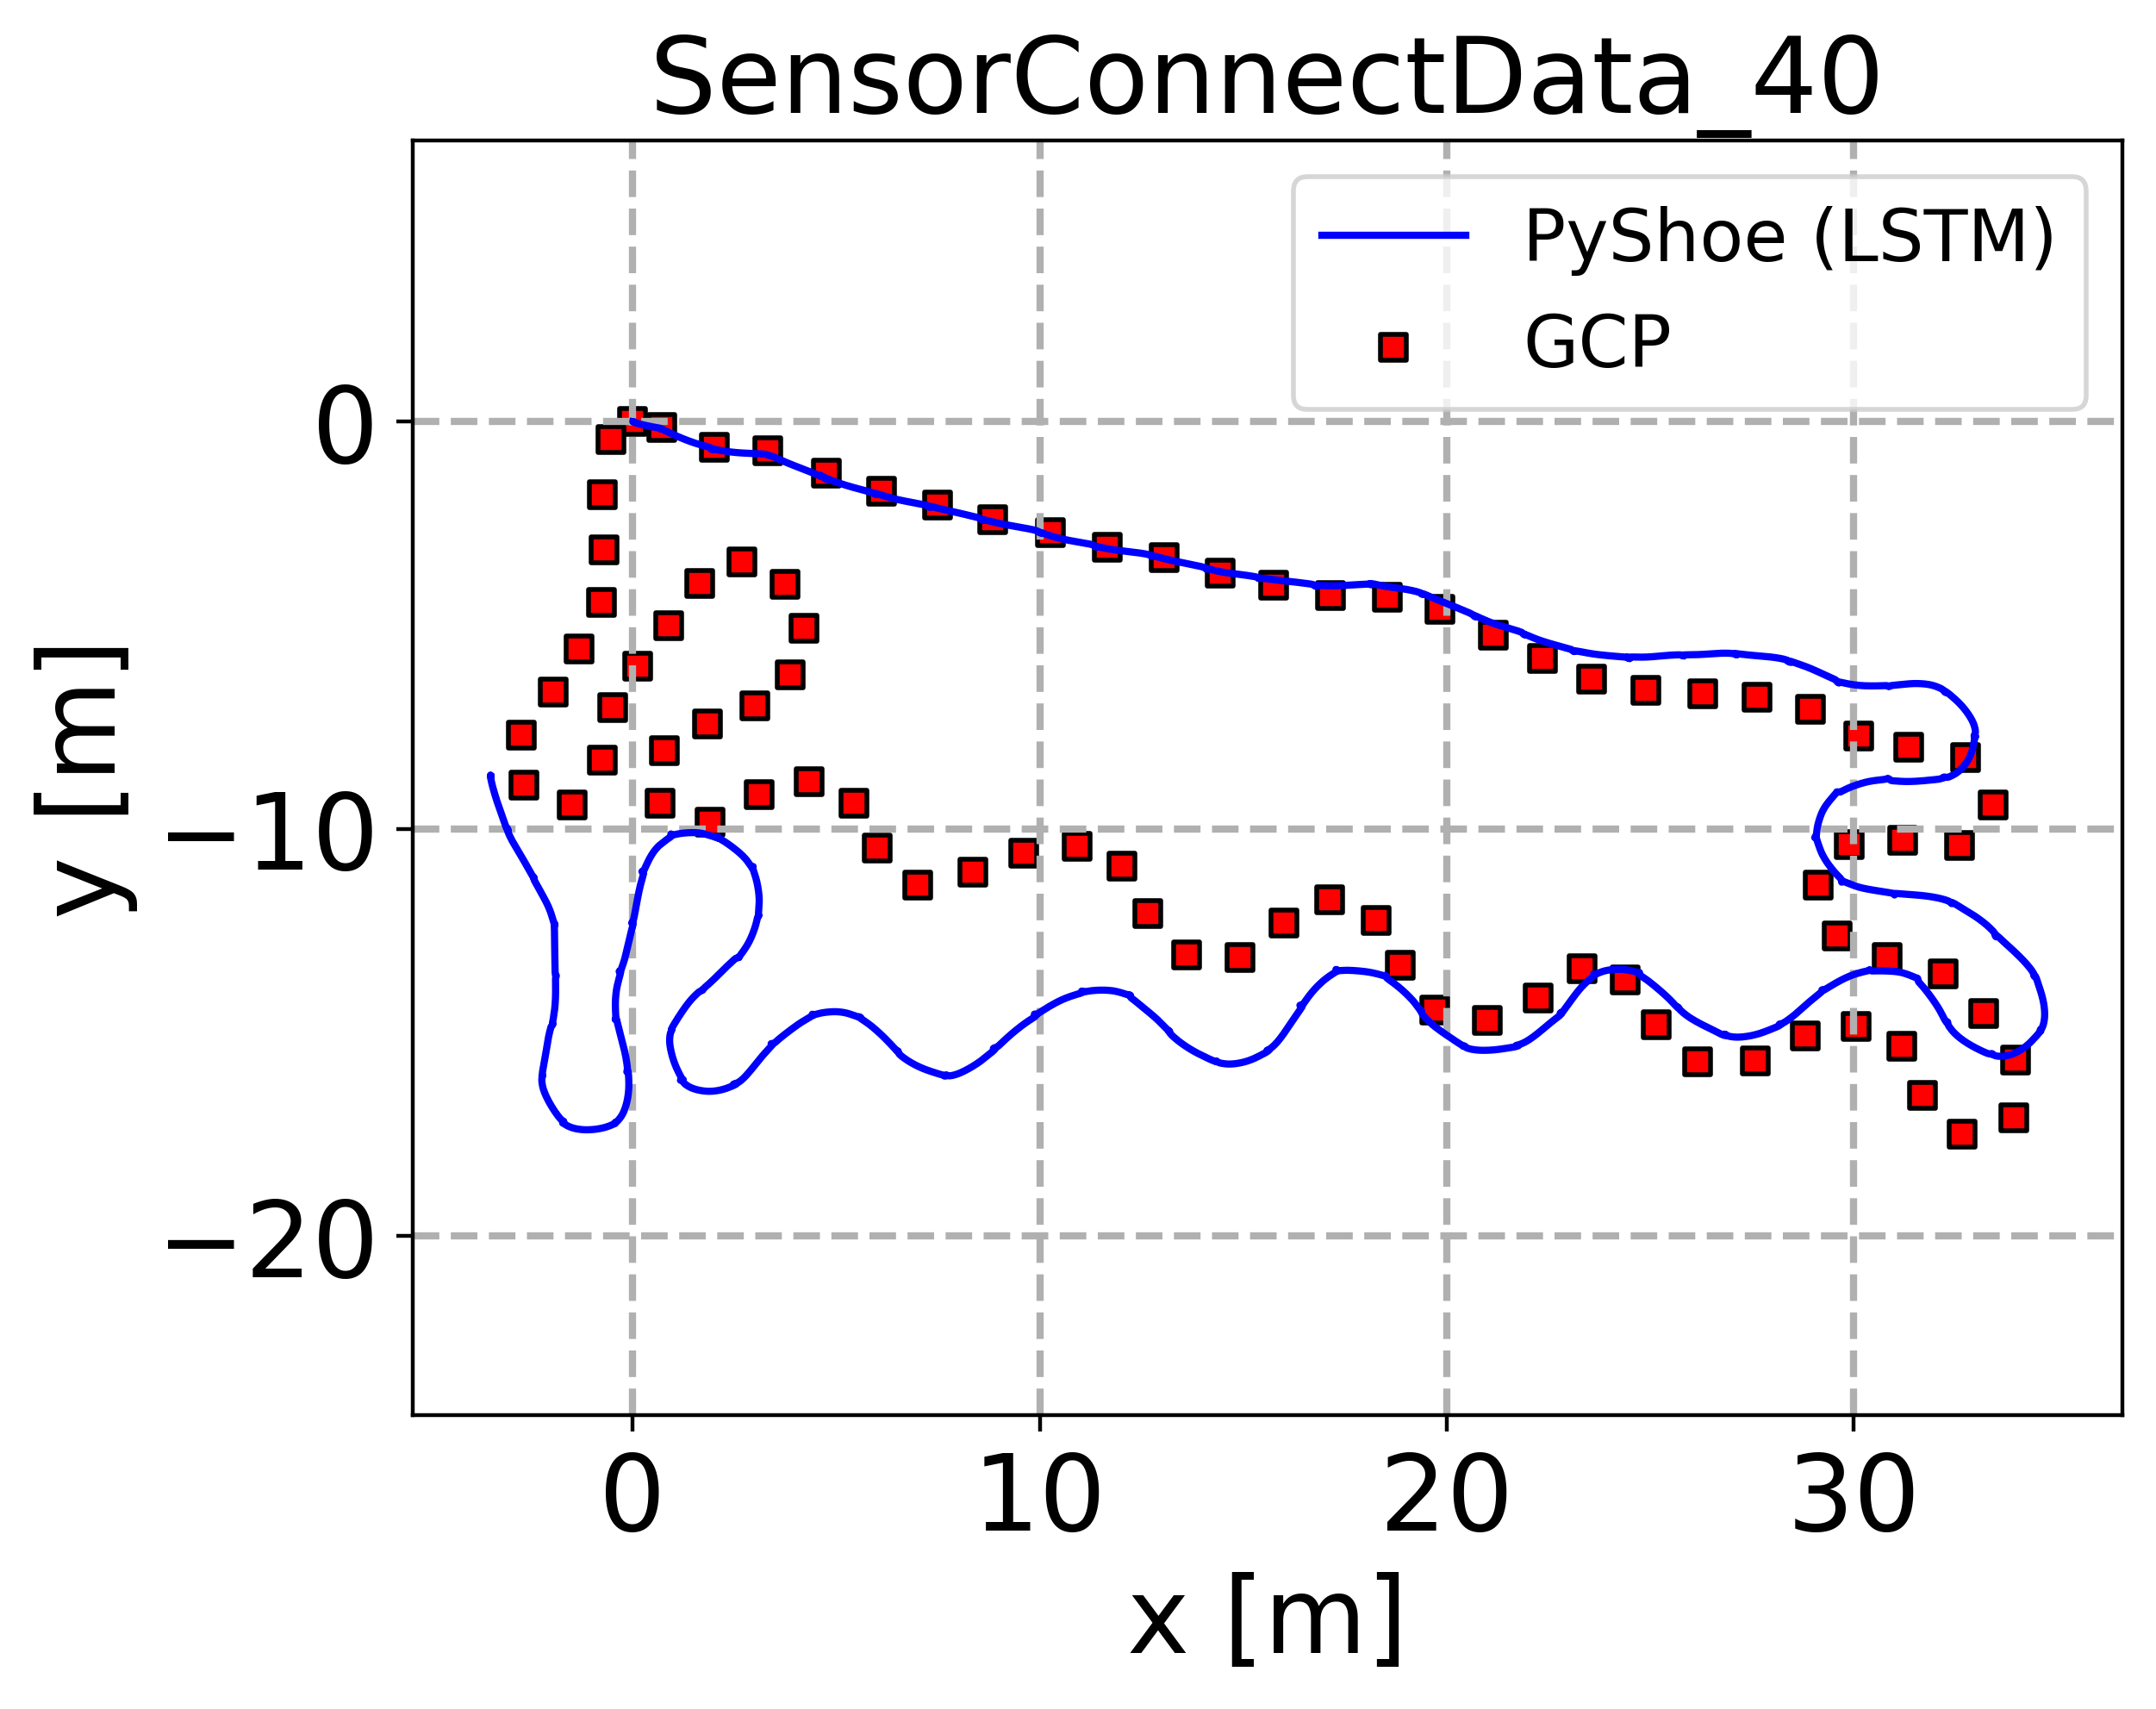 SensorConnectData_40
PyShoe (LSTM)
GCP
y [m]
0
−10
−20
0 10 20 30
x [m]